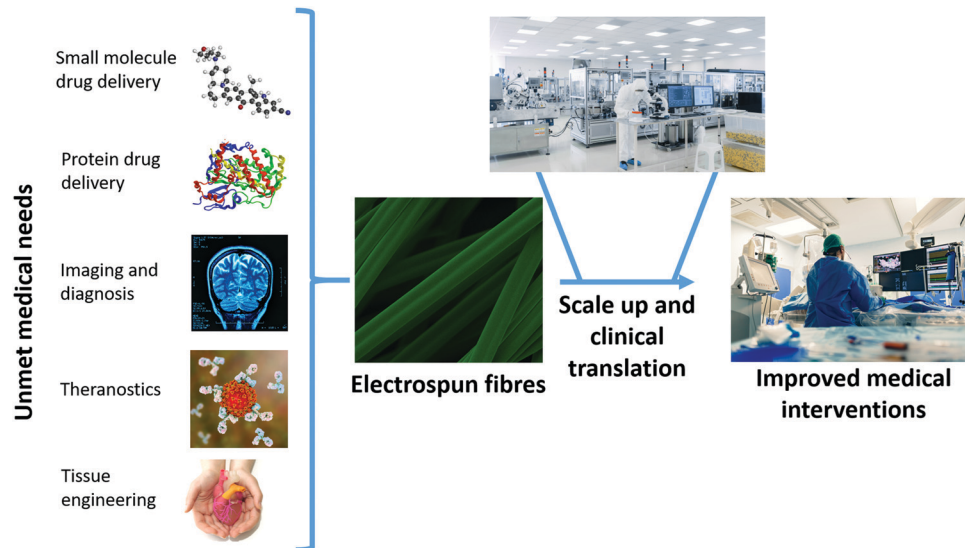 Unmet medical needs
Small molecule
drug delivery
Protein drug
delivery
Imaging and
diagnosis
Theranostics
Tissue
engineering
Electrospun fibres
Scale up and
clinical
translation
Improved medical
interventions